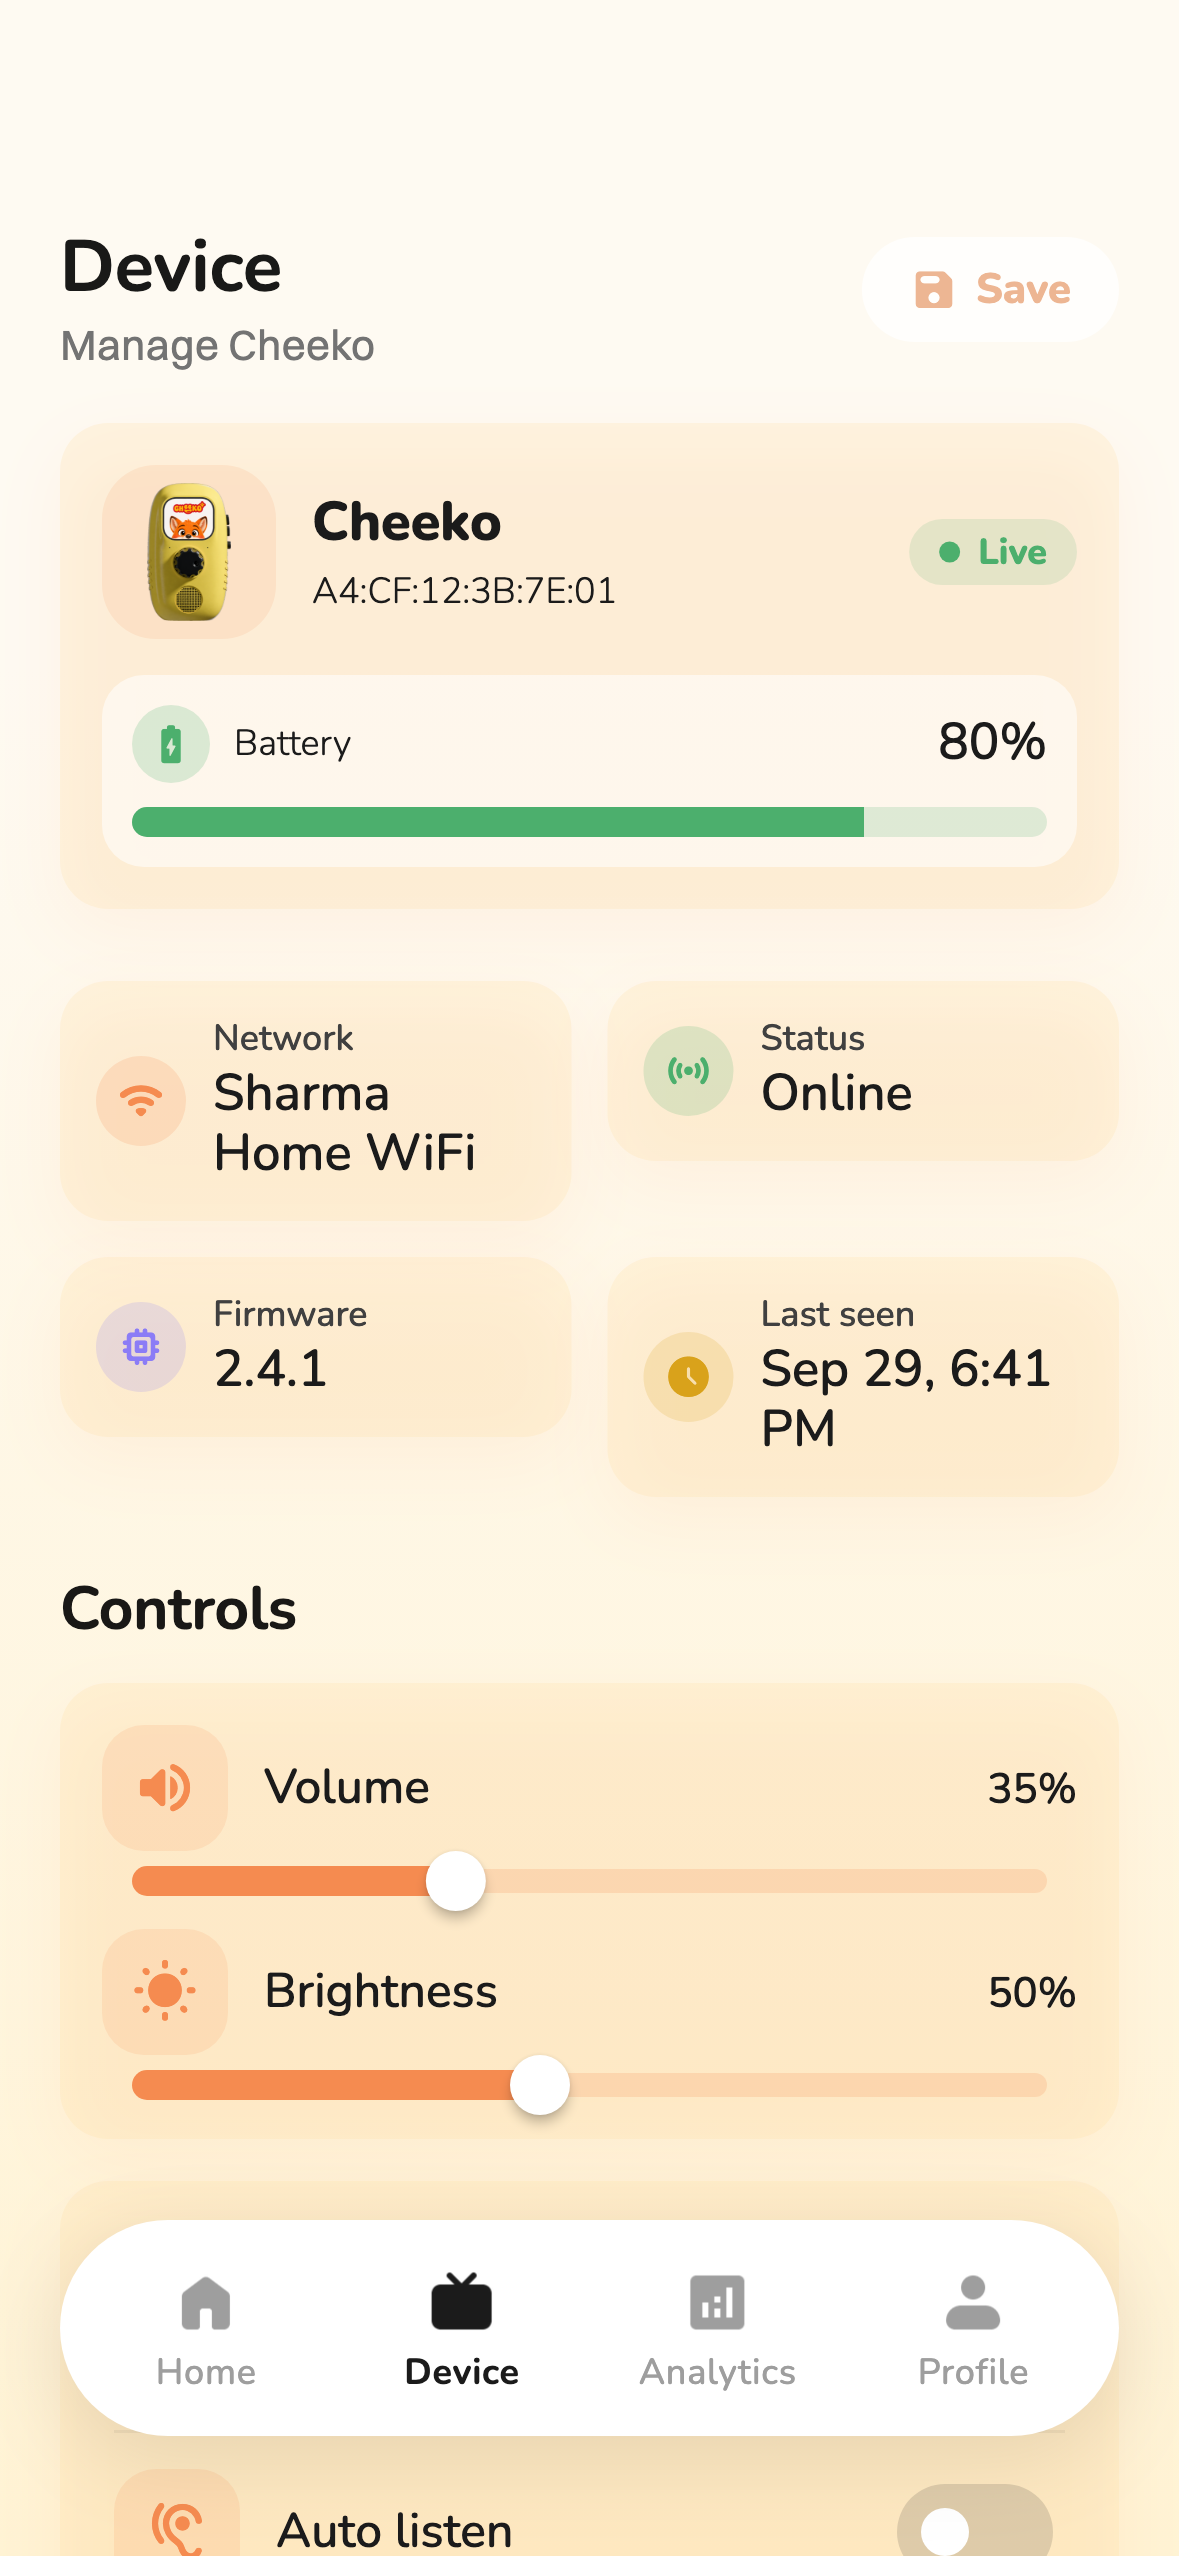 Device
Manage Cheeko
Save
CHEEKO
Cheeko
A4:CF:12:3B:7E:01
Live
Battery
80%
Network
Sharma
Home WiFi
Status
Online
Firmware
2.4.1
Last seen
Sep 29, 6:41
PM
Controls
Volume
35%
Brightness
50%
Home
Device
Analytics
Profile
Auto listen